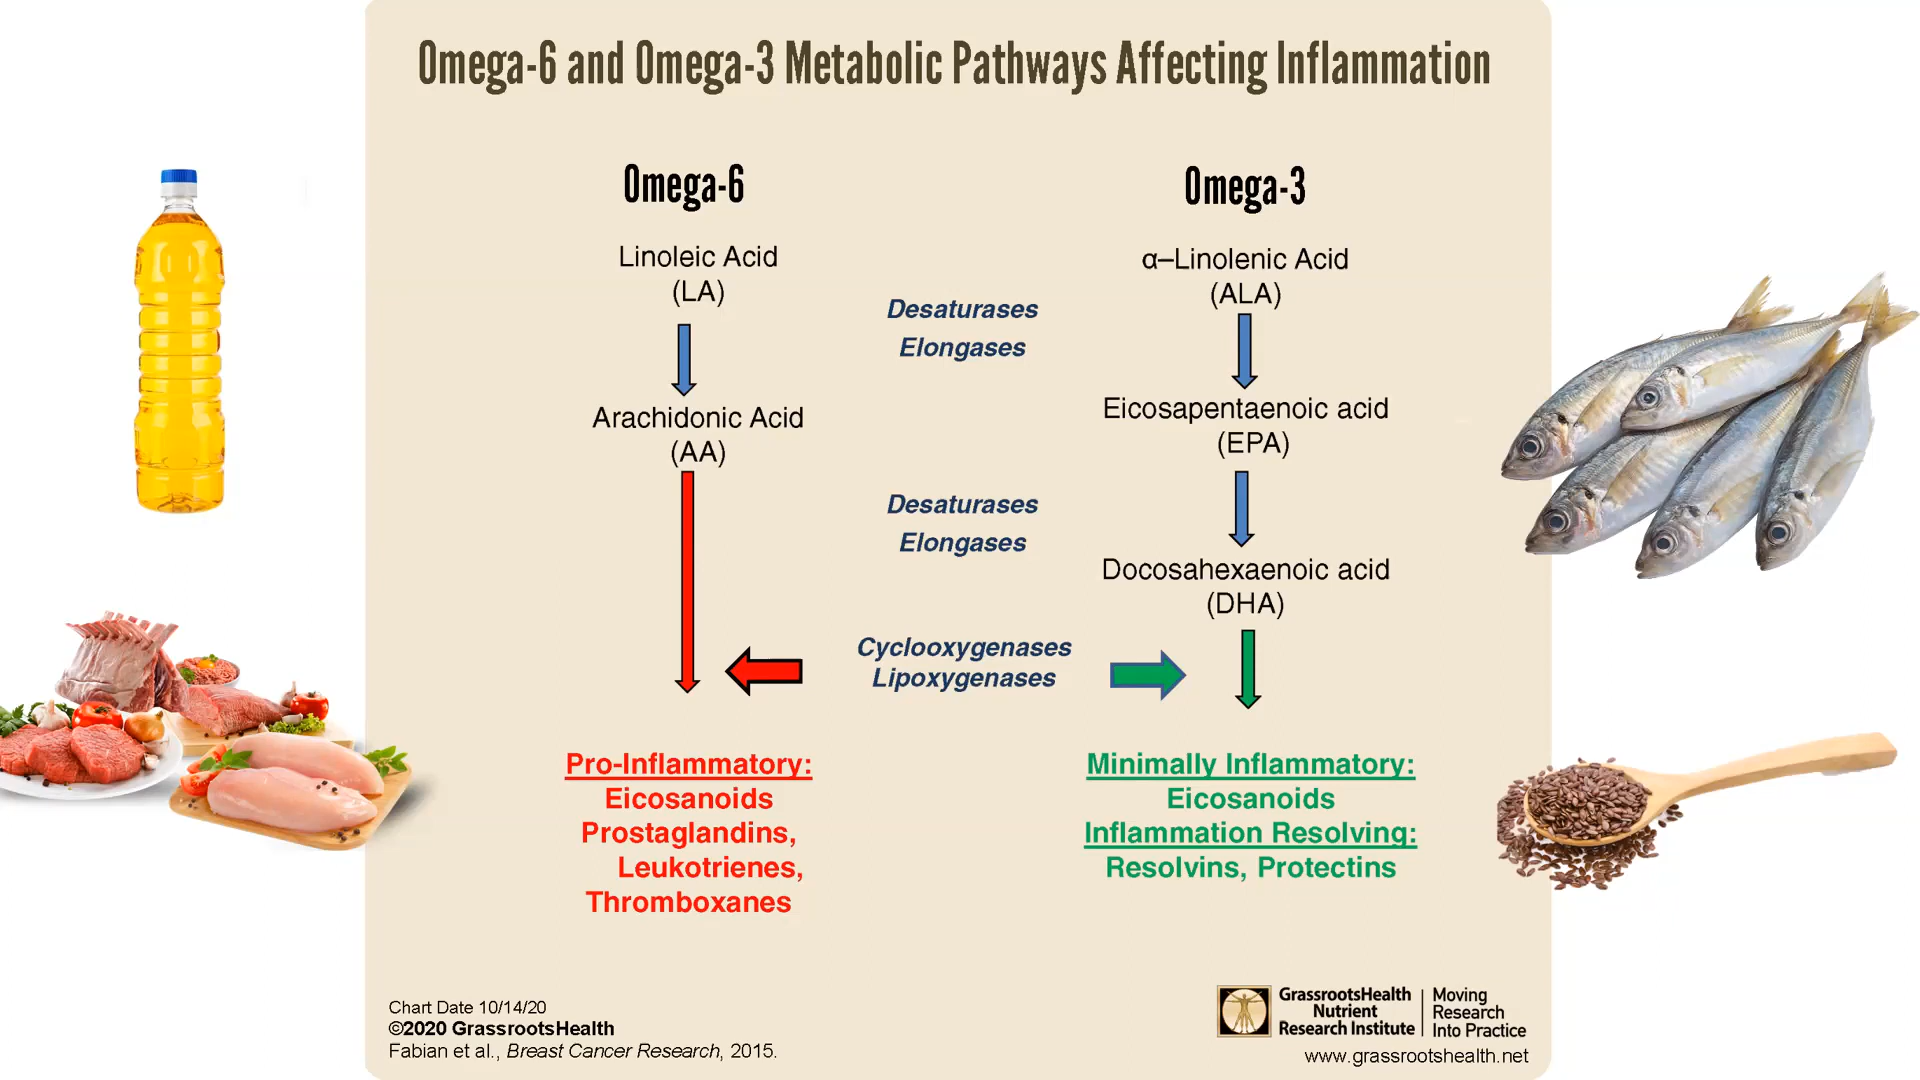 Omega-6 and Omega-3 Metabolic Pathways Affecting Inflammation
Omega-6
Linoleic Acid
(LA)
Arachidonic Acid
(AA)
Pro-Inflammatory:
Eicosanoids
Prostaglandins,
Leukotrienes,
Thromboxanes
Desaturases
Elongases
Desaturases
Elongases
Cyclooxygenases
Lipoxygenases
Omega-3
α–Linolenic Acid
(ALA)
Eicosapentaenoic acid
(EPA)
Docosahexaenoic acid
(DHA)
Minimally Inflammatory:
Eicosanoids
Inflammation Resolving:
Resolvins, Protectins
Chart Date 10/14/20
©2020 GrassrootsHealth
Fabian et al., Breast Cancer Research, 2015.
GrassrootsHealth
Nutrient
Research Institute
Moving
Research
Into Practice
www.grassrootshealth.net